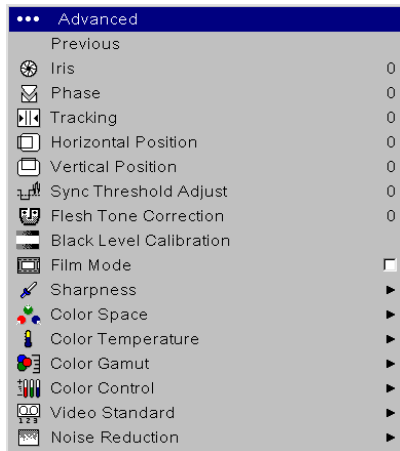 ••• Advanced
Previous
Iris 0
Phase 0
Tracking 0
Horizontal Position 0
Vertical Position 0
Sync Threshold Adjust 0
Flesh Tone Correction 0
Black Level Calibration
Film Mode
Sharpness
Color Space
Color Temperature
Color Gamut
Color Control
Video Standard
Noise Reduction